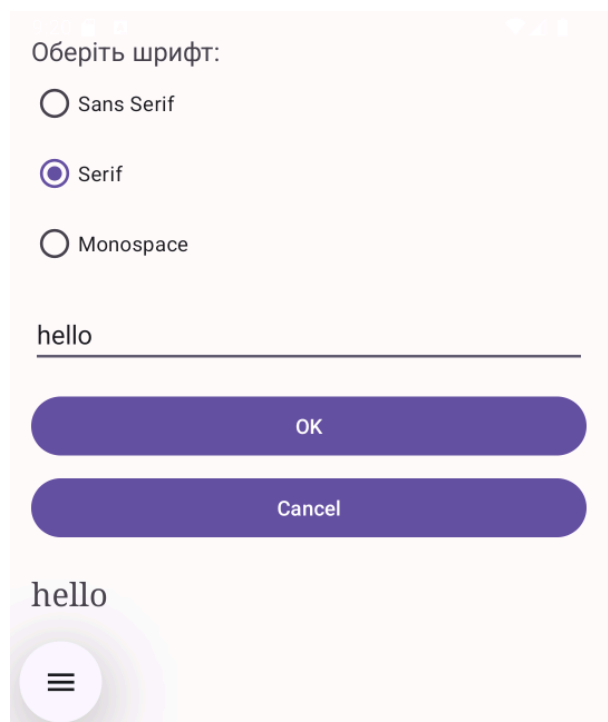 Оберіть шрифт:
Sans Serif
Serif
Monospace
hello
OK
Cancel
hello